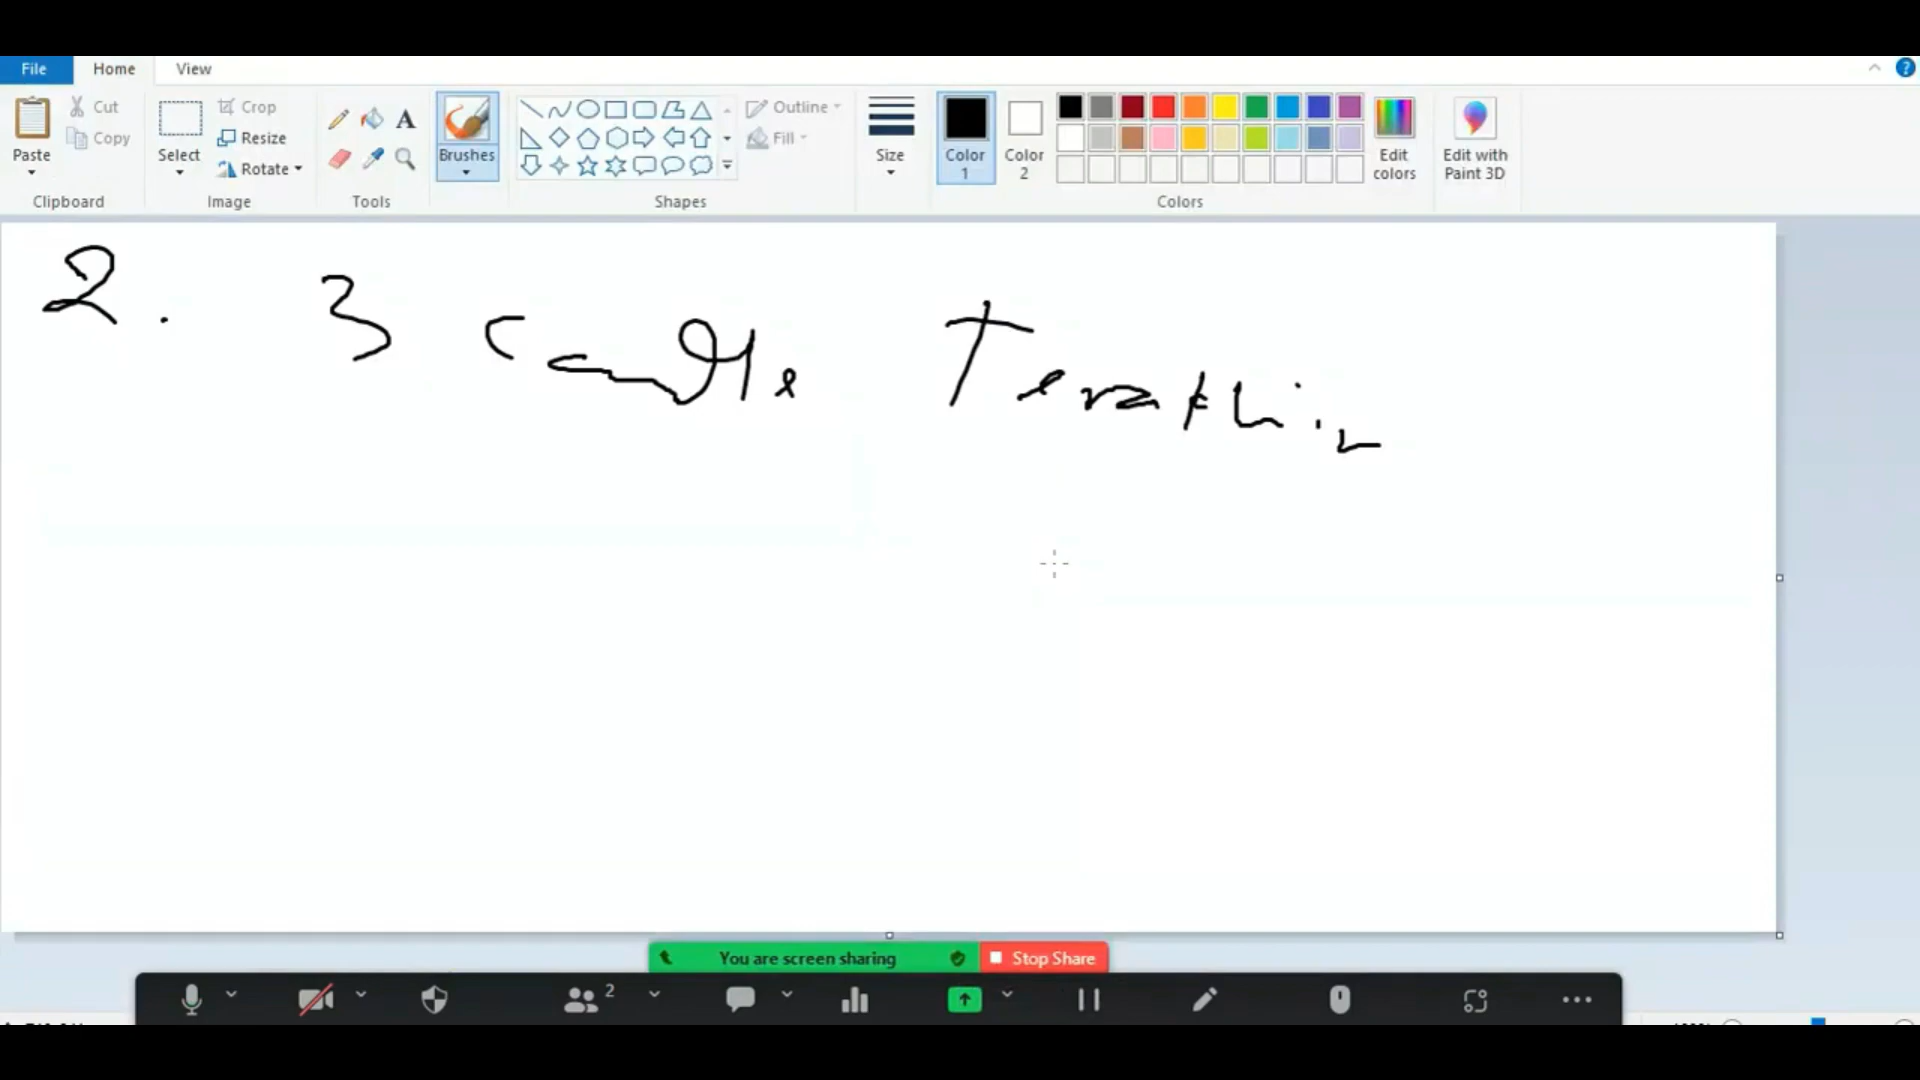 File Home View
Paste Cut Copy Select Crop Resize Rotate Brushes Outline Fill Size Color 1 Color 2 Edit colors Edit with Paint 3D
Clipboard Image Tools Shapes Colors
2. 3 candle
You are screen sharing Stop Share
2